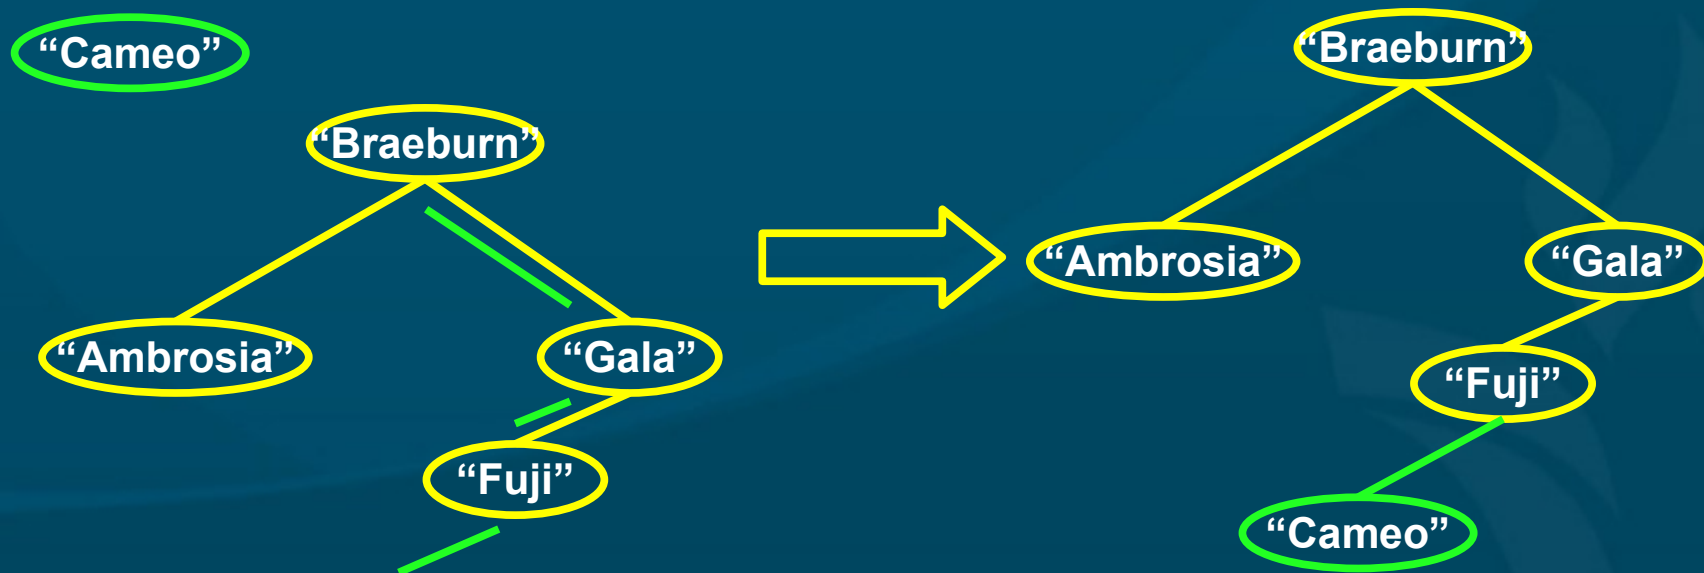 “Cameo”
“Braeburn”
“Ambrosia”
“Gala”
“Fuji”
“Braeburn”
“Ambrosia”
“Gala”
“Fuji”
“Cameo”